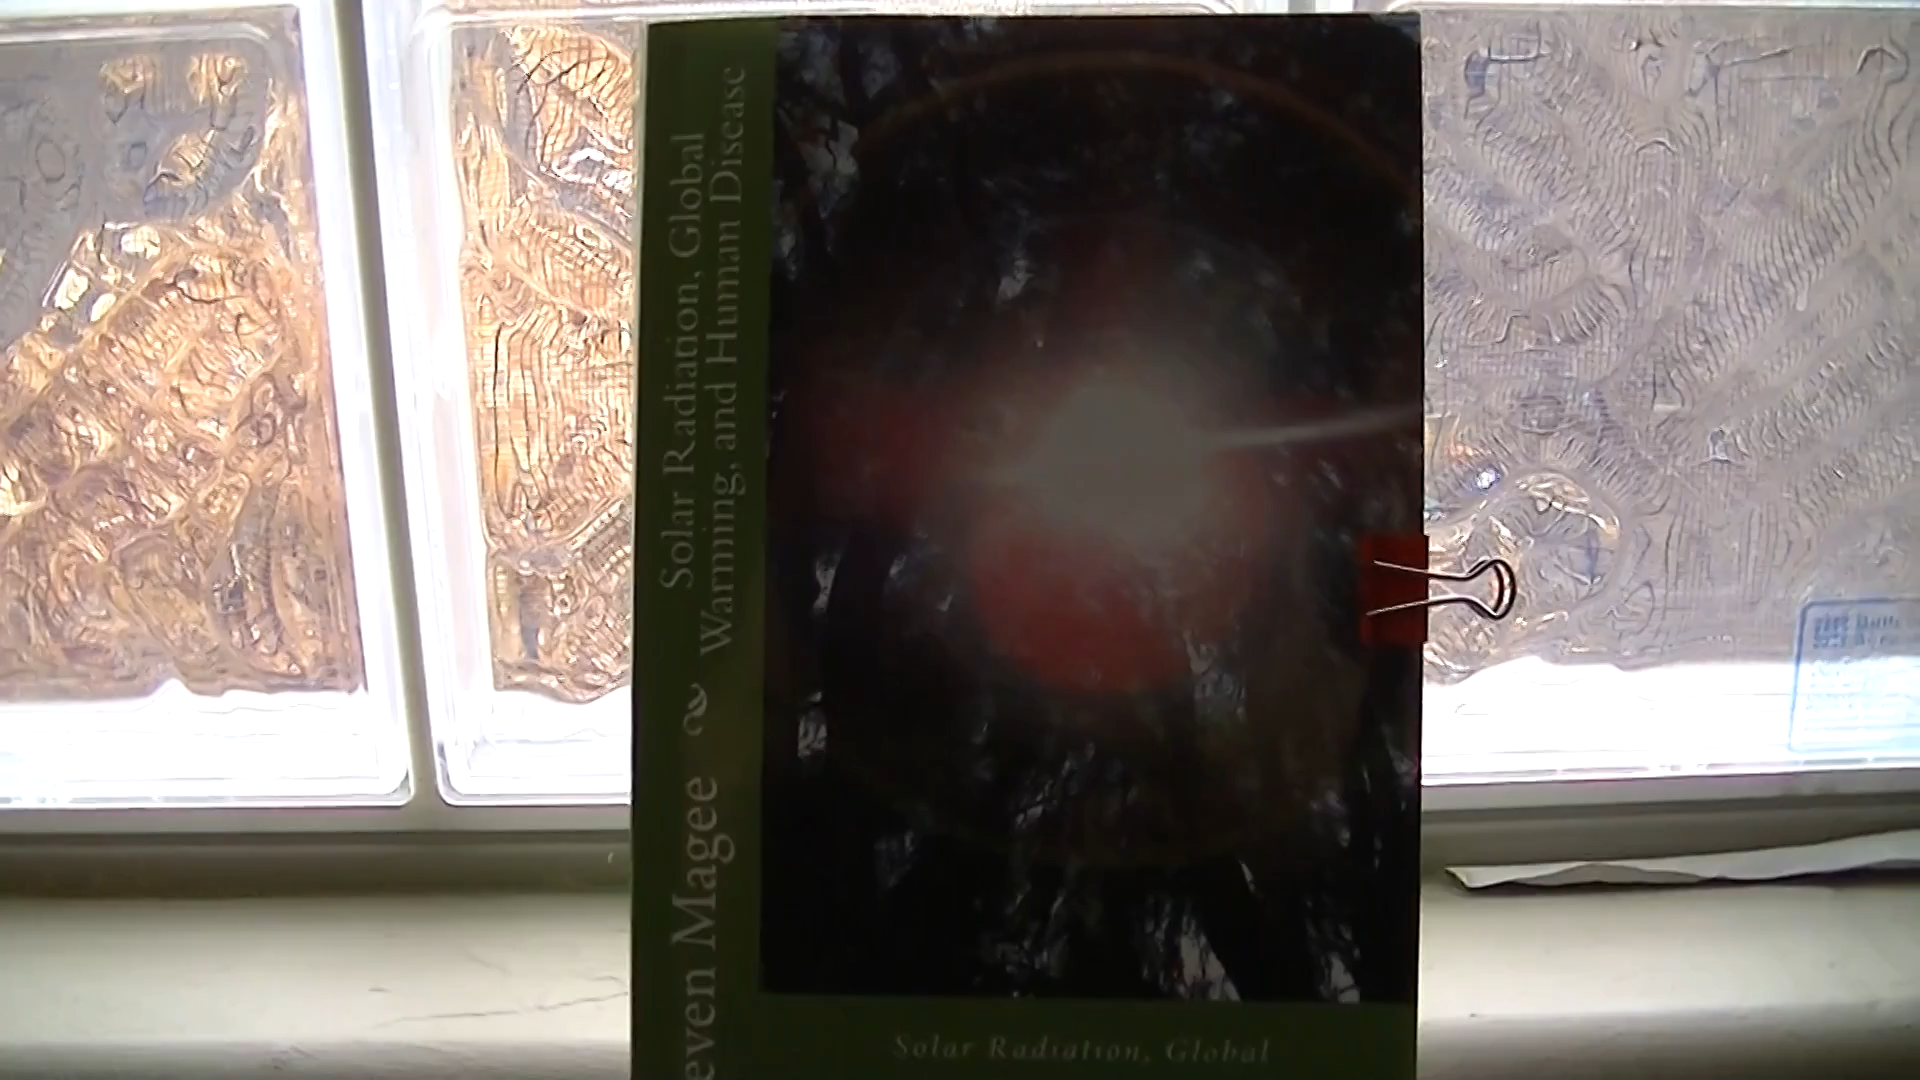 Solar Radiation, Global
Warming, and Human Disease
even Magee
Solar Radiation, Global